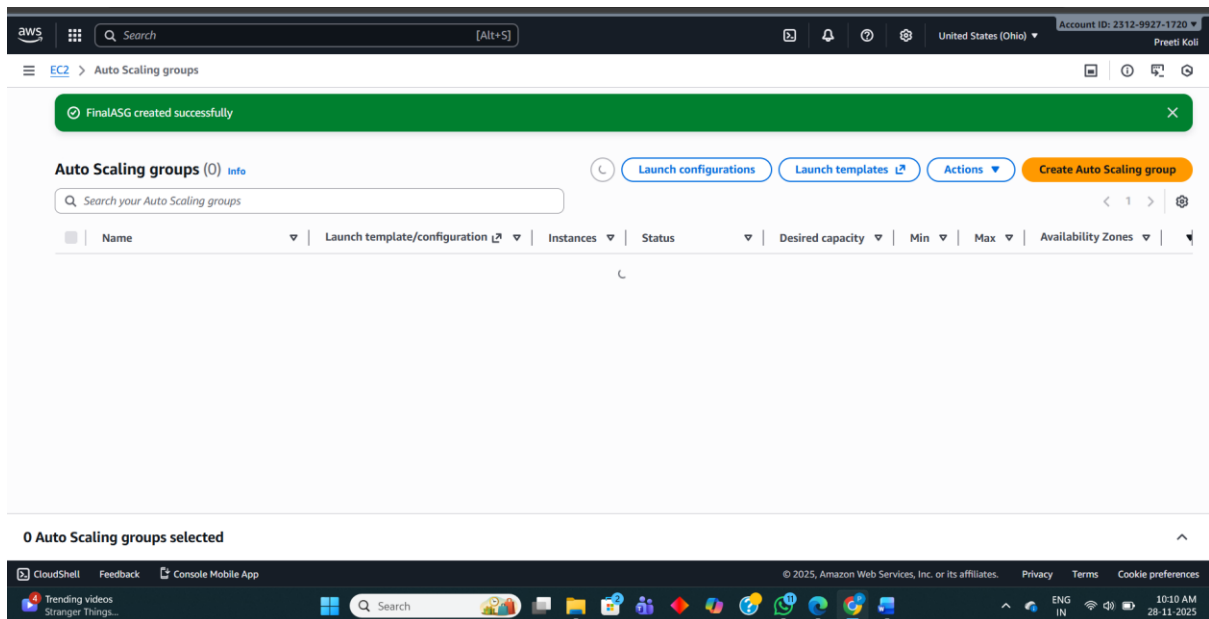 aws
Search
[Alt+S]
United States (Ohio)
Account ID: 2312-9927-1720
Preeti Koli
EC2 > Auto Scaling groups
FinalASG created successfully
Auto Scaling groups (0) Info
Launch configurations
Launch templates
Actions
Create Auto Scaling group
Search your Auto Scaling groups
1
Name
Launch template/configuration
Instances
Status
Desired capacity
Min
Max
Availability Zones
0 Auto Scaling groups selected
CloudShell
Feedback
Console Mobile App
© 2025, Amazon Web Services, Inc. or its affiliates.
Privacy
Terms
Cookie preferences
4
Trending videos
Stranger Things...
Search
2
11
ENG
IN
10:10 AM
28-11-2025